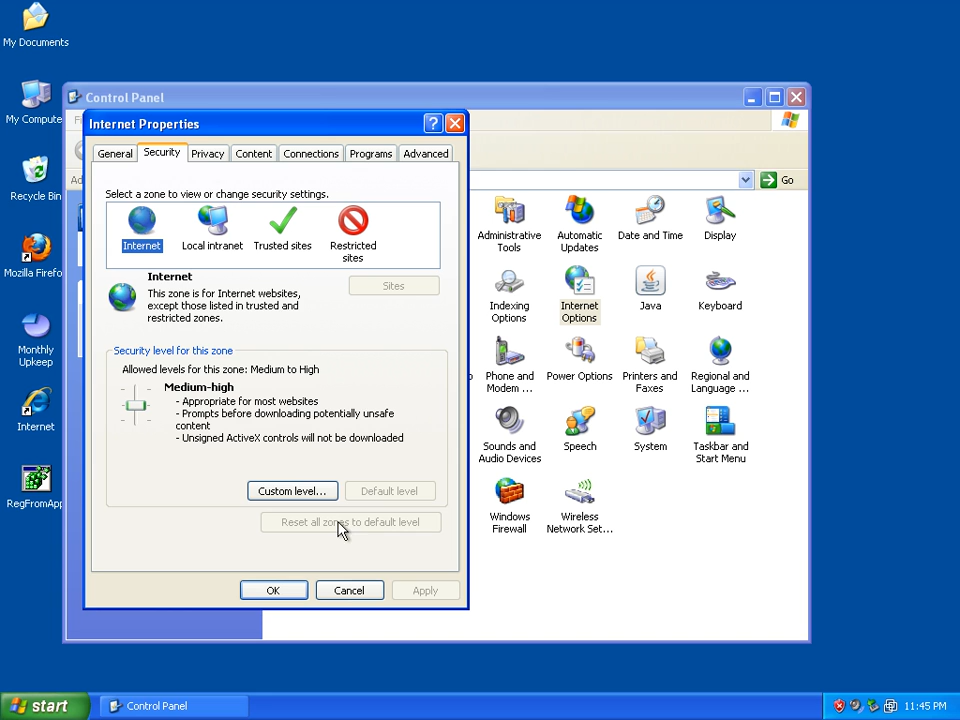 My Documents
My Compute
Recycle Bin
Mozilla Firefo
Monthly
Upkeep
Internet
RegFromApp
Control Panel
Internet Properties
General
Security
Privacy
Content
Connections
Programs
Advanced
Select a zone to view or change security settings.
Internet
Local intranet
Trusted sites
Restricted
sites
Internet
This zone is for Internet websites,
except those listed in trusted and
restricted zones.
Sites
Security level for this zone
Allowed levels for this zone: Medium to High
Medium-high
- Appropriate for most websites
- Prompts before downloading potentially unsafe
content
- Unsigned ActiveX controls will not be downloaded
Custom level...
Default level
Reset all zones to default level
OK
Cancel
Apply
Go
Administrative
Tools
Automatic
Updates
Date and Time
Display
Indexing
Options
Internet
Options
Java
Keyboard
Phone and
Modem ...
Power Options
Printers and
Faxes
Regional and
Language ...
Sounds and
Audio Devices
Speech
System
Taskbar and
Start Menu
Windows
Firewall
Wireless
Network Set...
start
Control Panel
11:45 PM